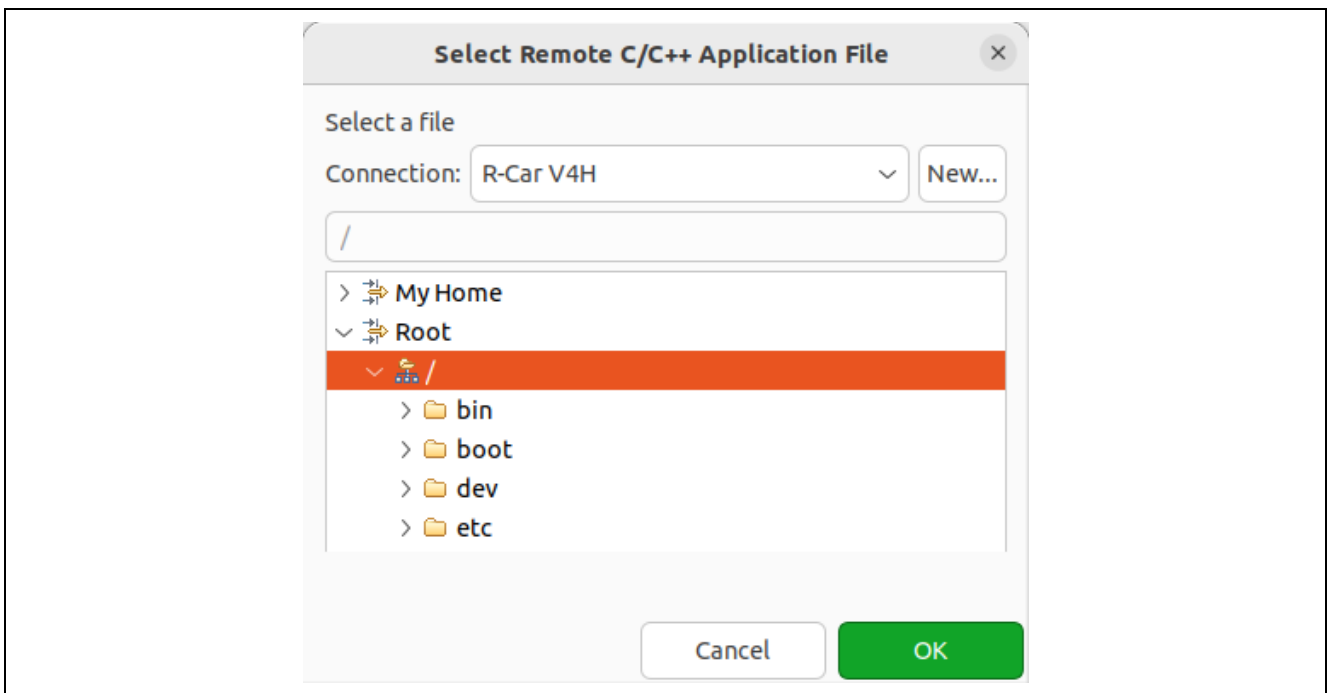 Select Remote C/C++ Application File
Select a file
Connection: R-Car V4H New...
/
My Home
Root
/
bin
boot
dev
etc
Cancel OK